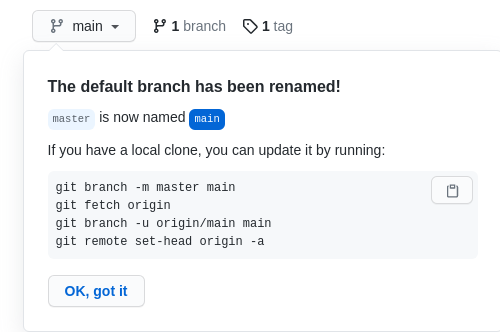 main
1 branch
1 tag
The default branch has been renamed!
master is now named main
If you have a local clone, you can update it by running:
git branch -m master main
git fetch origin
git branch -u origin/main main
git remote set-head origin -a
OK, got it